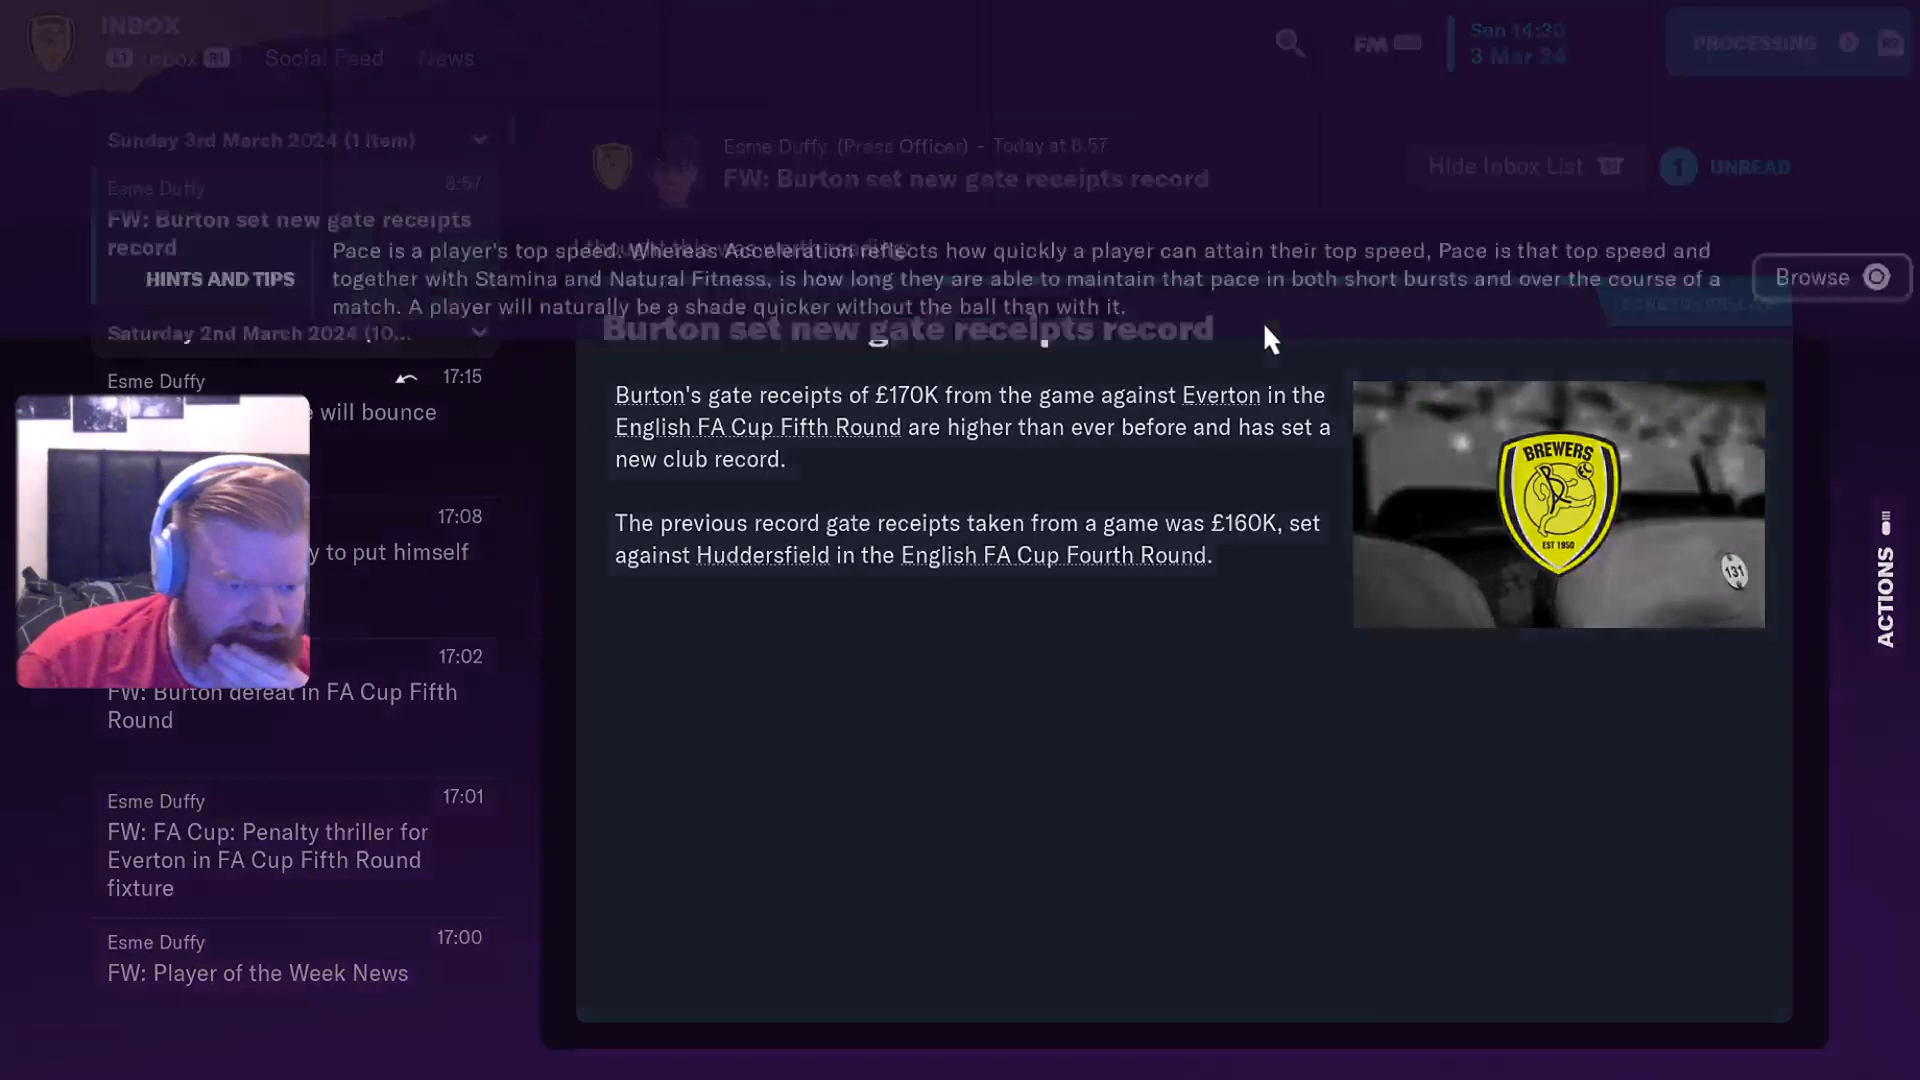 INBOX
Inbox R1 Social Feed News
FM
Sun 14:30
3 Mar 24
PROCESSING
Sunday 3rd March 2024 (1 item)
Esme Duffy 8:57
FW: Burton set new gate receipts
record
Esme Duffy (Press Officer) - Today at 8:57
FW: Burton set new gate receipts record
Hide Inbox List
1 UNREAD
HINTS AND TIPS
Pace is a player's top speed. Whereas Acceleration reflects how quickly a player can attain their top speed, Pace is that top speed and
together with Stamina and Natural Fitness, is how long they are able to maintain that pace in both short bursts and over the course of a
match. A player will naturally be a shade quicker without the ball than with it.
Browse
Saturday 2nd March 2024 (10...
Esme Duffy 17:15
will bounce
17:08
y to put himself
17:02
FW: Burton defeat in FA Cup Fifth
Round
Esme Duffy 17:01
FW: FA Cup: Penalty thriller for
Everton in FA Cup Fifth Round
fixture
Esme Duffy 17:00
FW: Player of the Week News
Burton set new gate receipts record
Burton's gate receipts of £170K from the game against Everton in the
English FA Cup Fifth Round are higher than ever before and has set a
new club record.
The previous record gate receipts taken from a game was £160K, set
against Huddersfield in the English FA Cup Fourth Round.
BREWERS
EST 1950
131
ACTIONS